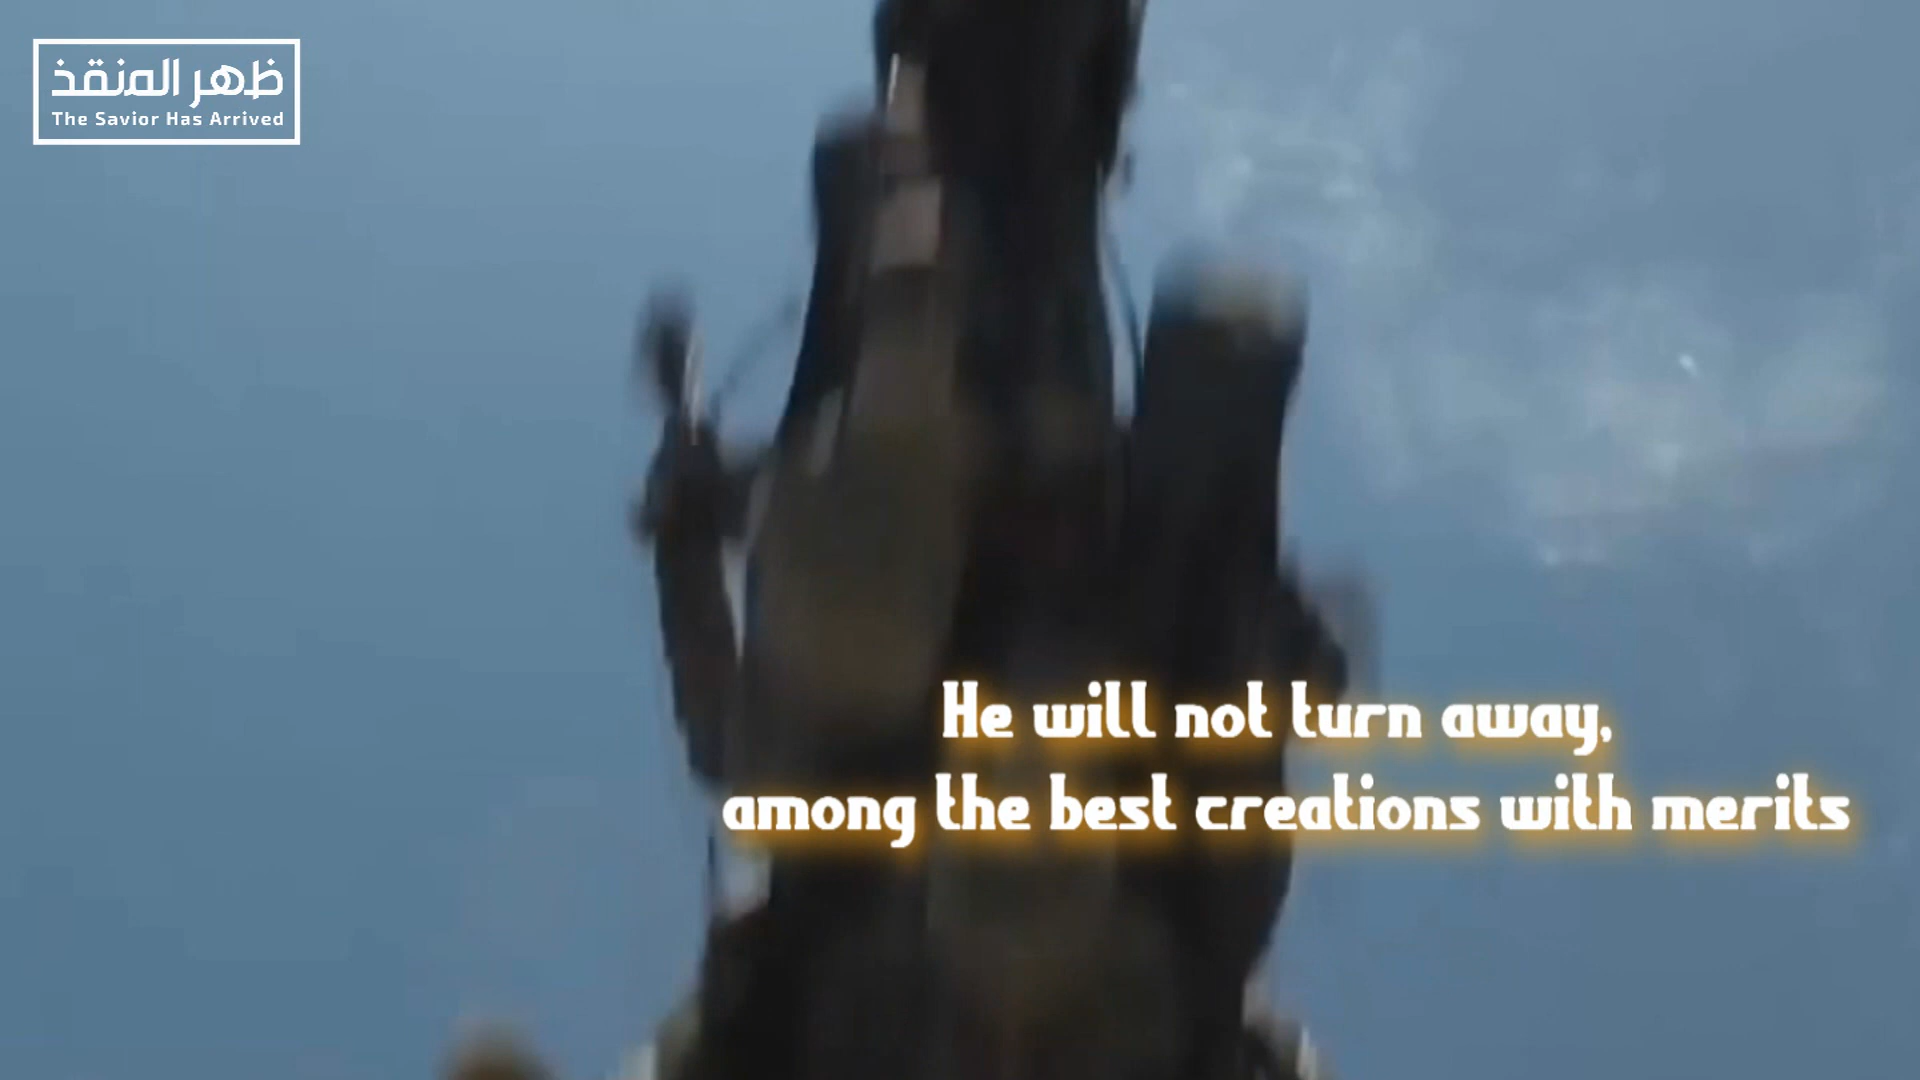 ظهر المنقذ
The Savior Has Arrived
He will not turn away,
among the best creations with merits